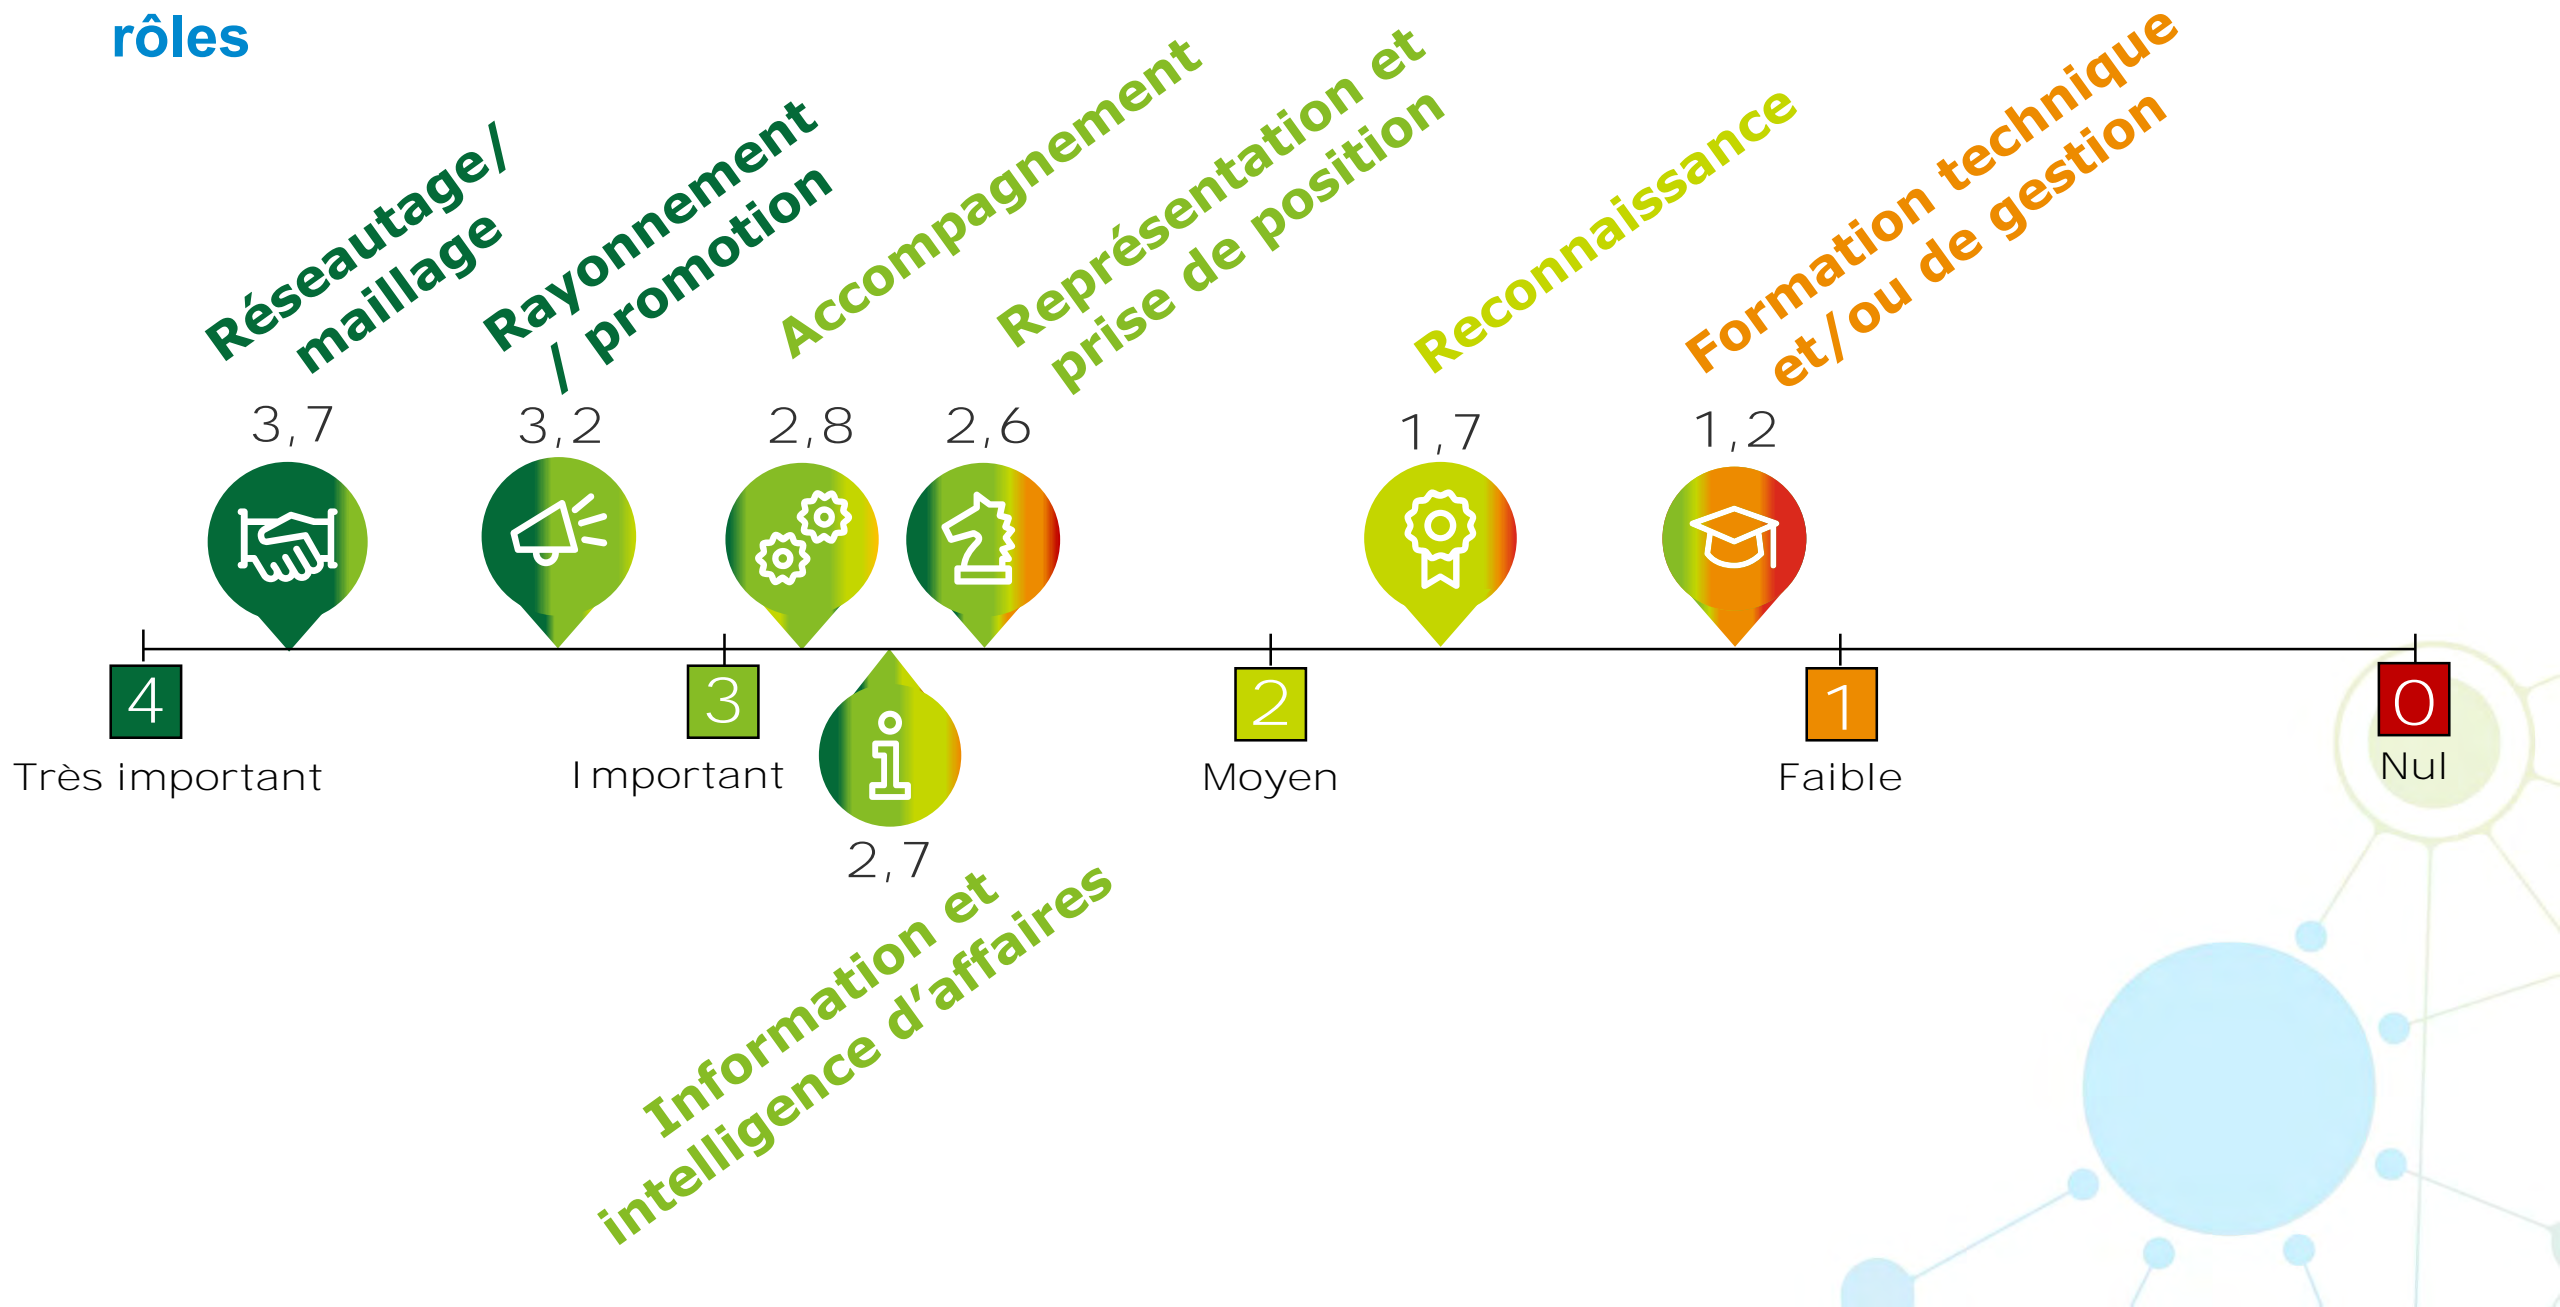 rôles
Réseautage/
maillage
Rayonnement
/ promotion
Accompagnement
Représentation et
prise de position
Reconnaissance
Formation technique
et/ou de gestion
3,7
3,2
2,8
2,6
1,7
1,2
4
3
2
1
0
Très important
Important
Moyen
Faible
Nul
2,7
Information et
intelligence d’affaires